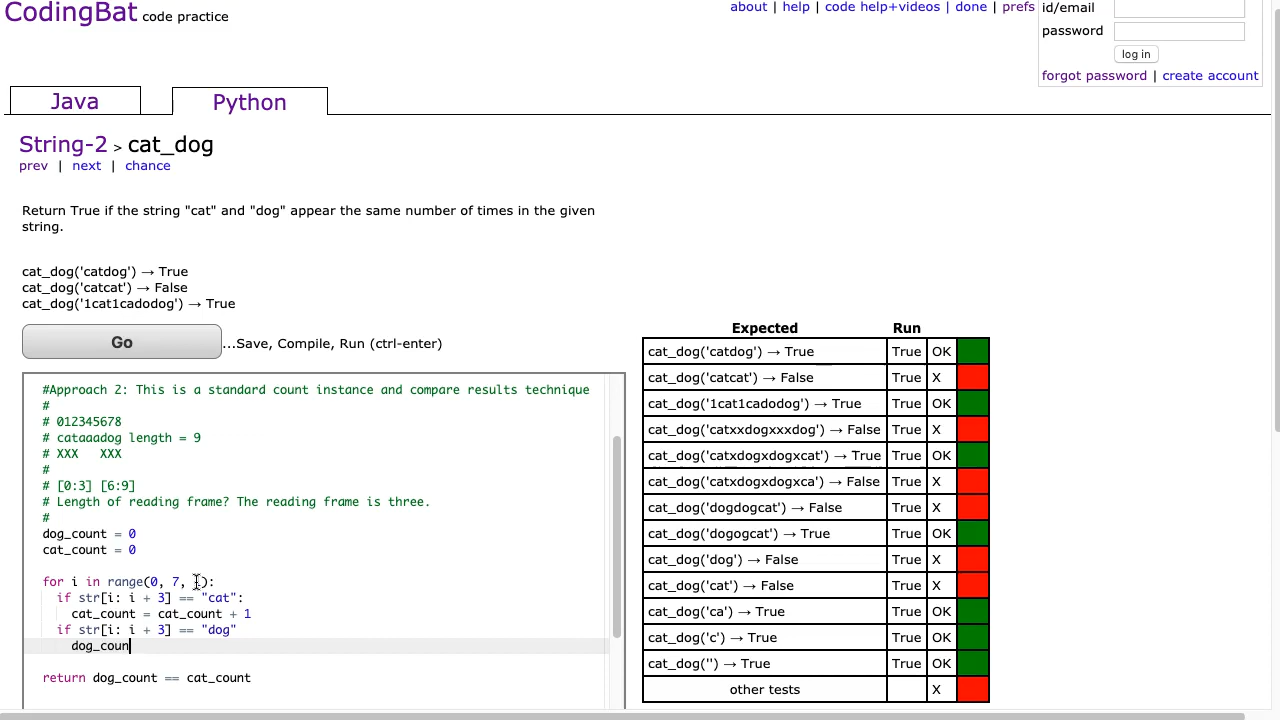 CodingBat code practice
about | help | code help+videos | done | prefs
id/email
password
log in
forgot password | create account
Java
Python
String-2 > cat_dog
prev | next | chance
Return True if the string "cat" and "dog" appear the same number of times in the given
string.
cat_dog('catdog') → True
cat_dog('catcat') → False
cat_dog('1cat1cadodog') → True
Go
...Save, Compile, Run (ctrl-enter)
#Approach 2: This is a standard count instance and compare results technique
#
# 012345678
# cataaadog length = 9
# XXX   XXX
#
# [0:3] [6:9]
# Length of reading frame? The reading frame is three.
#
dog_count = 0
cat_count = 0
for i in range(0, 7, ):
if str[i: i + 3] == "cat":
cat_count = cat_count + 1
if str[i: i + 3] == "dog"
dog_coun
return dog_count == cat_count
Expected Run
cat_dog('catdog') → True True OK
cat_dog('catcat') → False True X
cat_dog('1cat1cadodog') → True True OK
cat_dog('catxxdogxxxdog') → False True X
cat_dog('catxdogxdogxcat') → True True OK
cat_dog('catxdogxdogxca') → False True X
cat_dog('dogdogcat') → False True X
cat_dog('dogogcat') → True True OK
cat_dog('dog') → False True X
cat_dog('cat') → False True X
cat_dog('ca') → True True OK
cat_dog('c') → True True OK
cat_dog('') → True True OK
other tests X